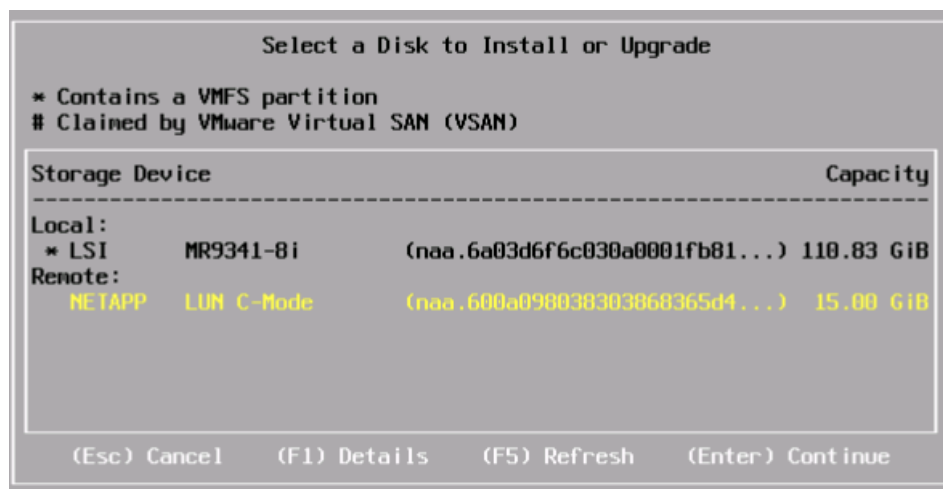 Select a Disk to Install or Upgrade
* Contains a VMFS partition
# Claimed by VMware Virtual SAN (VSAN)
Storage Device Capacity
--------------------------------------------------------------------------
Local:
* LSI MR9341-8i (naa.6a03d6f6c030a0001fb81...) 110.83 GiB
Remote:
NETAPP LUN C-Mode (naa.600a098038303868365d4...) 15.00 GiB
(Esc) Cancel (F1) Details (F5) Refresh (Enter) Continue